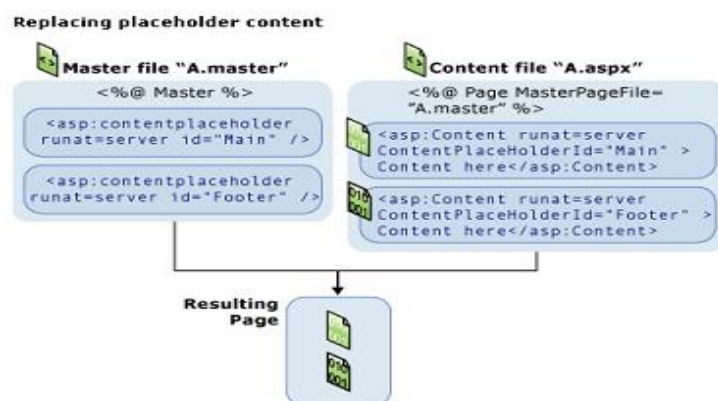 Replacing placeholder content
Master file “A.master”
<%@ Master %>
<asp:contentplaceholder
runat=server id="Main" />
<asp:contentplaceholder
runat=server id="Footer" />
Content file “A.aspx”
<%@ Page MasterPageFile=
“A.master” %>
<asp:Content runat=server
ContentPlaceHolderId="Main" >
Content here</asp:Content>
<asp:Content runat=server
ContentPlaceHolderId="Footer" >
Content here</asp:Content>
Resulting
Page